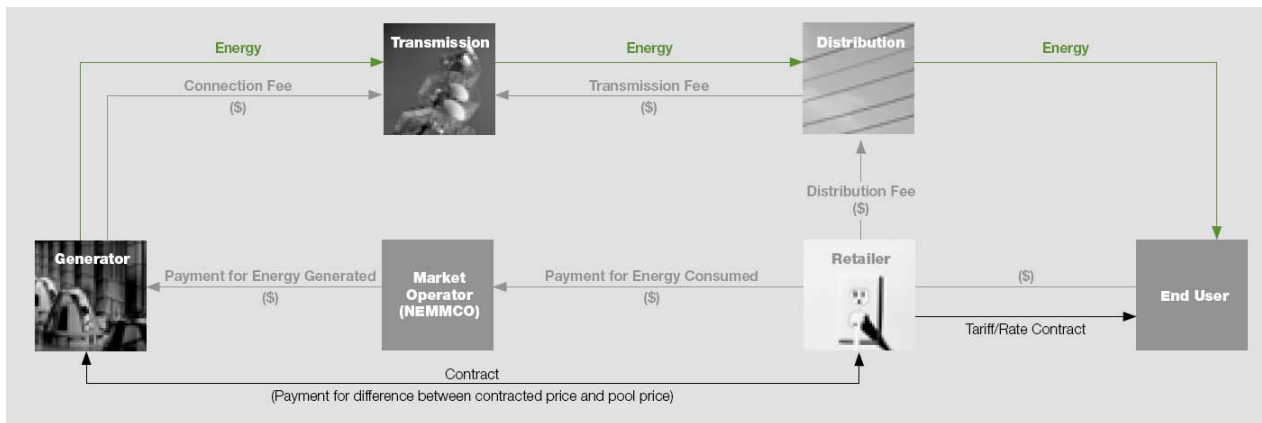 Transmission
Distribution
Energy
Energy
Energy
Connection Fee
($)
Transmission Fee
($)
Distribution Fee
($)
Generator
Payment for Energy Generated
($)
Market
Operator
(NEMMCO)
Payment for Energy Consumed
($)
Retailer
($)
End User
Tariff/Rate Contract
Contract
(Payment for difference between contracted price and pool price)